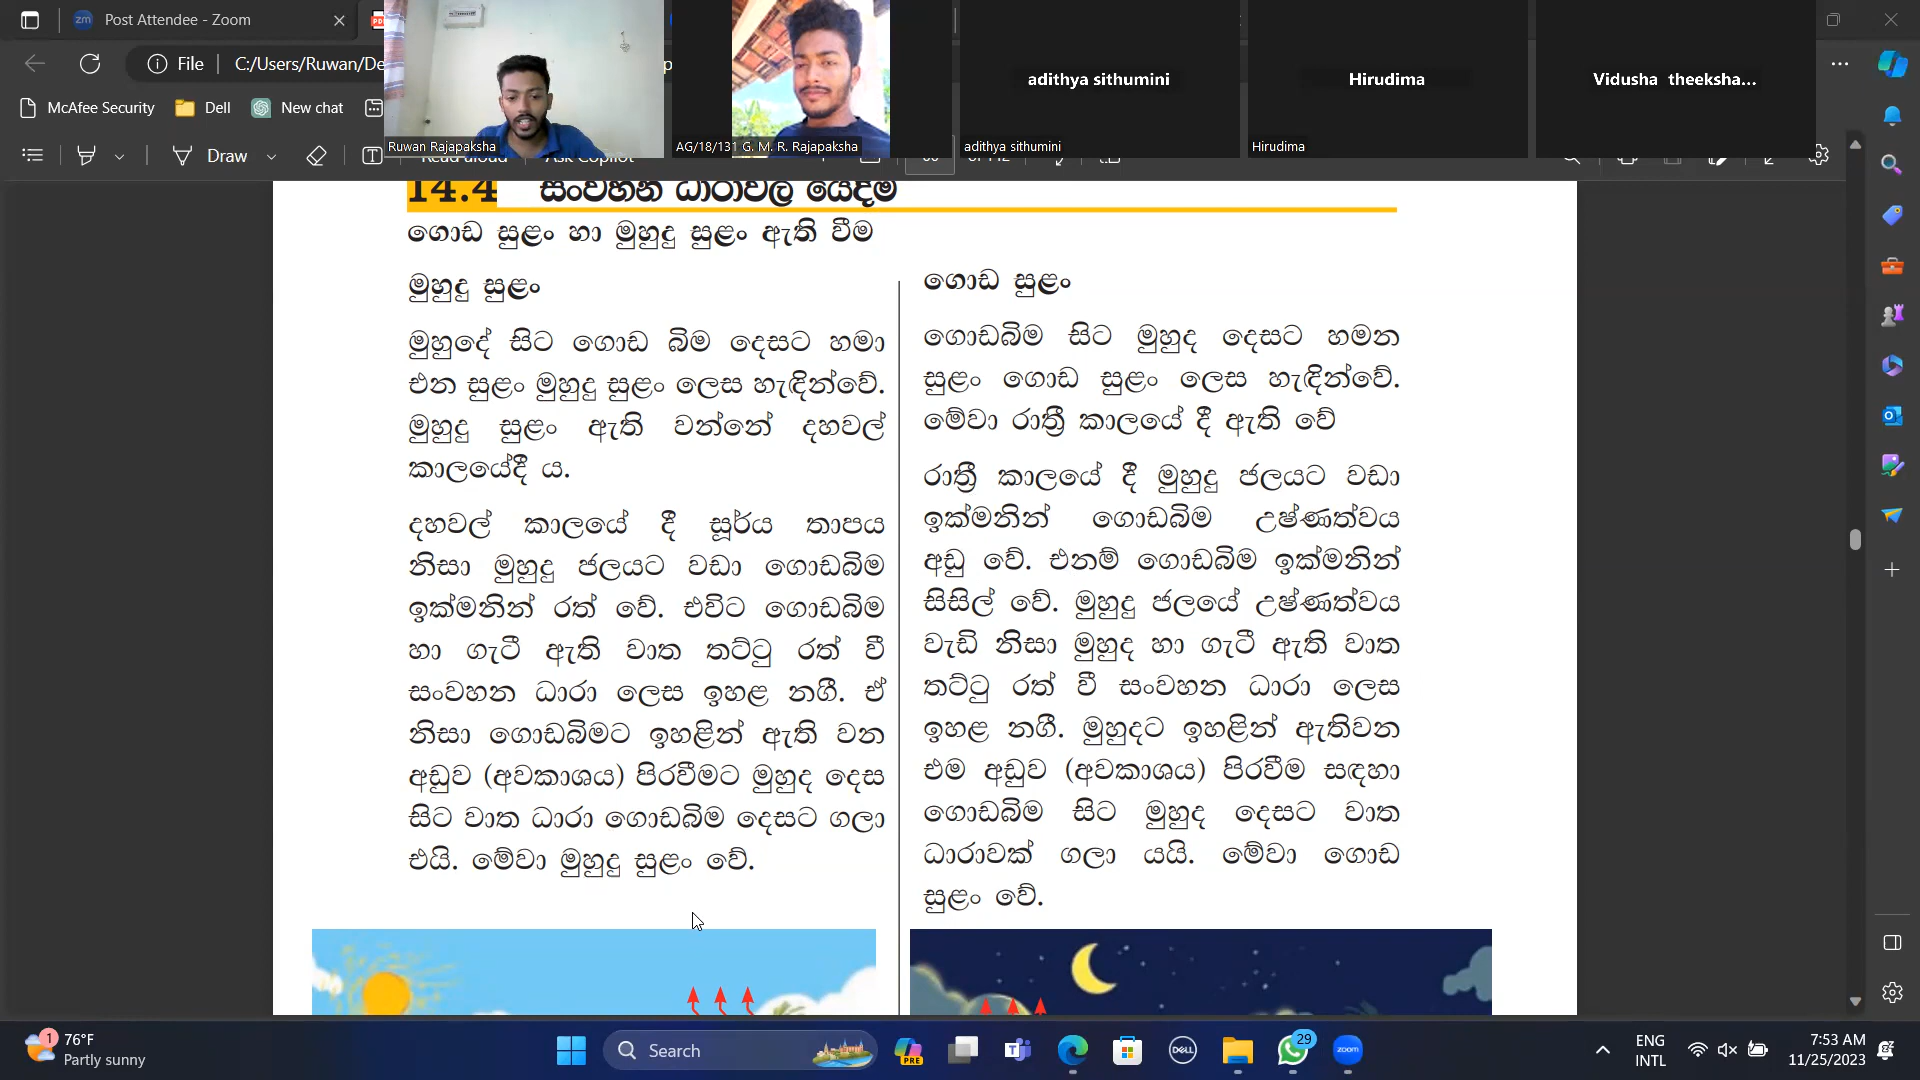 Post Attendee - Zoom
File
C:/Users/Ruwan/De
McAfee Security
Dell
New chat
Draw
Ruwan Rajapaksha
AG/18/131 G. M. R. Rajapaksha
adithya sithumini
adithya sithumini
Hirudima
Hirudima
Vidusha theeksha...
14.4 සංවහන ධාරාවල යෙදීම්
ගොඩ සුළං හා මුහුදු සුළං ඇති වීම
මුහුදු සුළං
මුහුදේ සිට ගොඩ බිම දෙසට හමා
එන සුළං මුහුදු සුළං ලෙස හැඳින්වේ.
මුහුදු සුළං ඇති වන්නේ දහවල්
කාලයේදී ය.
දහවල් කාලයේ දී සූර්ය තාපය
නිසා මුහුදු ජලයට වඩා ගොඩබිම
ඉක්මනින් රත් වේ. එවිට ගොඩබිම
හා ගැටී ඇති වාත තට්ටු රත් වී
සංවහන ධාරා ලෙස ඉහළ නගී. ඒ
නිසා ගොඩබිමට ඉහළින් ඇති වන
අඩුව (අවකාශය) පිරවීමට මුහුද දෙස
සිට වාත ධාරා ගොඩබිම දෙසට ගලා
එයි. මේවා මුහුදු සුළං වේ.
ගොඩ සුළං
ගොඩබිම සිට මුහුද දෙසට හමන
සුළං ගොඩ සුළං ලෙස හැඳින්වේ.
මේවා රාත්‍රී කාලයේ දී ඇති වේ
රාත්‍රී කාලයේ දී මුහුදු ජලයට වඩා
ඉක්මනින් ගොඩබිම උෂ්ණත්වය
අඩු වේ. එනම් ගොඩබිම ඉක්මනින්
සිසිල් වේ. මුහුදු ජලයේ උෂ්ණත්වය
වැඩි නිසා මුහුද හා ගැටී ඇති වාත
තට්ටු රත් වී සංවහන ධාරා ලෙස
ඉහළ නගී. මුහුදට ඉහළින් ඇතිවන
එම අඩුව (අවකාශය) පිරවීම සඳහා
ගොඩබිම සිට මුහුද දෙසට වාත
ධාරාවක් ගලා යයි. මේවා ගොඩ
සුළං වේ.
1
76°F
Partly sunny
Search
PRE
DELL
29
zoom
ENG
INTL
7:53 AM
11/25/2023